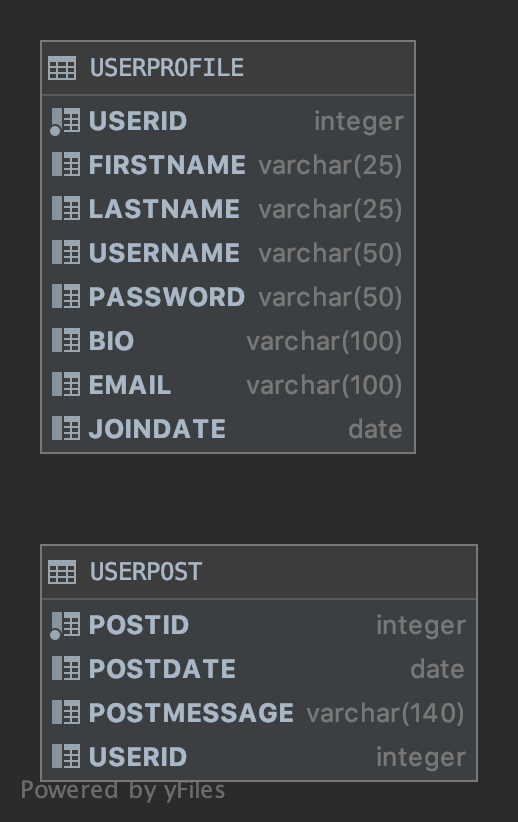 USERPROFILE
USERID integer
FIRSTNAME varchar(25)
LASTNAME varchar(25)
USERNAME varchar(50)
PASSWORD varchar(50)
BIO varchar(100)
EMAIL varchar(100)
JOINDATE date
USERPOST
POSTID integer
POSTDATE date
POSTMESSAGE varchar(140)
USERID integer
Powered by yFiles